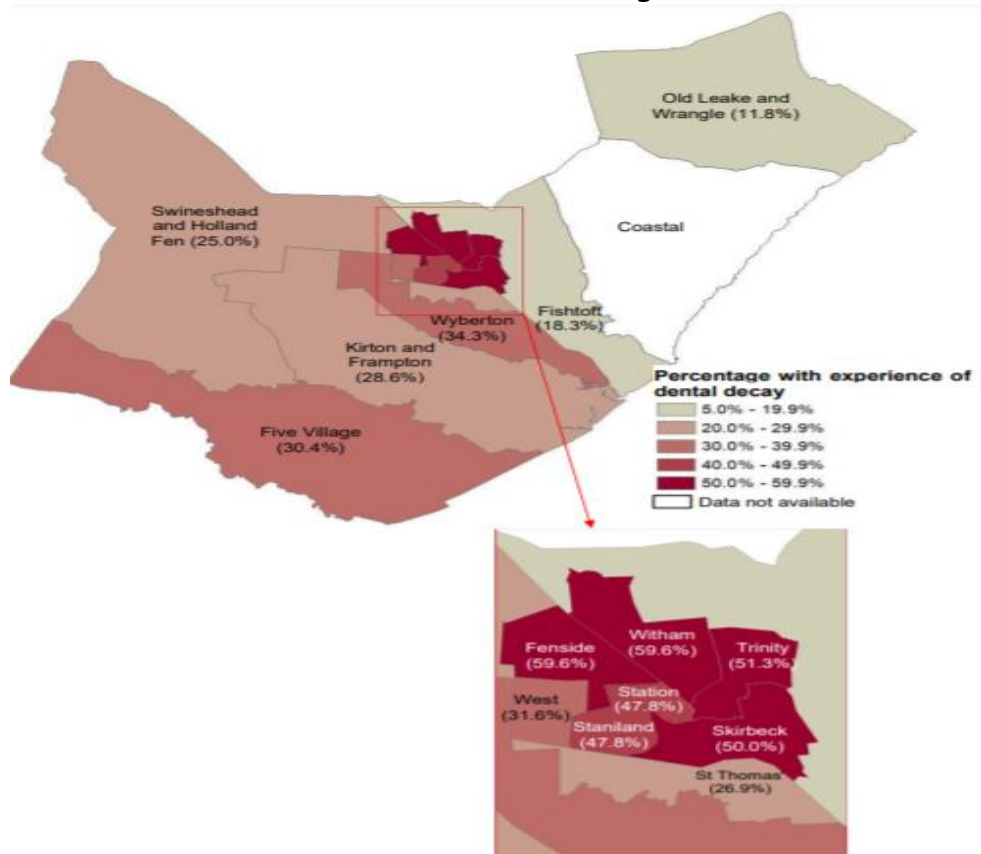 Old Leake and
Wrangle (11.8%)
Coastal
Swineshead
and Holland
Fen (25.0%)
Fishtoft
(18.3%)
Wyberton
(34.3%)
Kirton and
Frampton
(28.6%)
Five Village
(30.4%)
Percentage with experience of
dental decay
5.0% - 19.9%
20.0% - 29.9%
30.0% - 39.9%
40.0% - 49.9%
50.0% - 59.9%
Data not available
Witham
(59.6%)
Fenside
(59.6%)
Trinity
(51.3%)
Station
(47.8%)
West
(31.6%)
Staniland
(47.8%)
Skirbeck
(50.0%)
St Thomas
(26.9%)